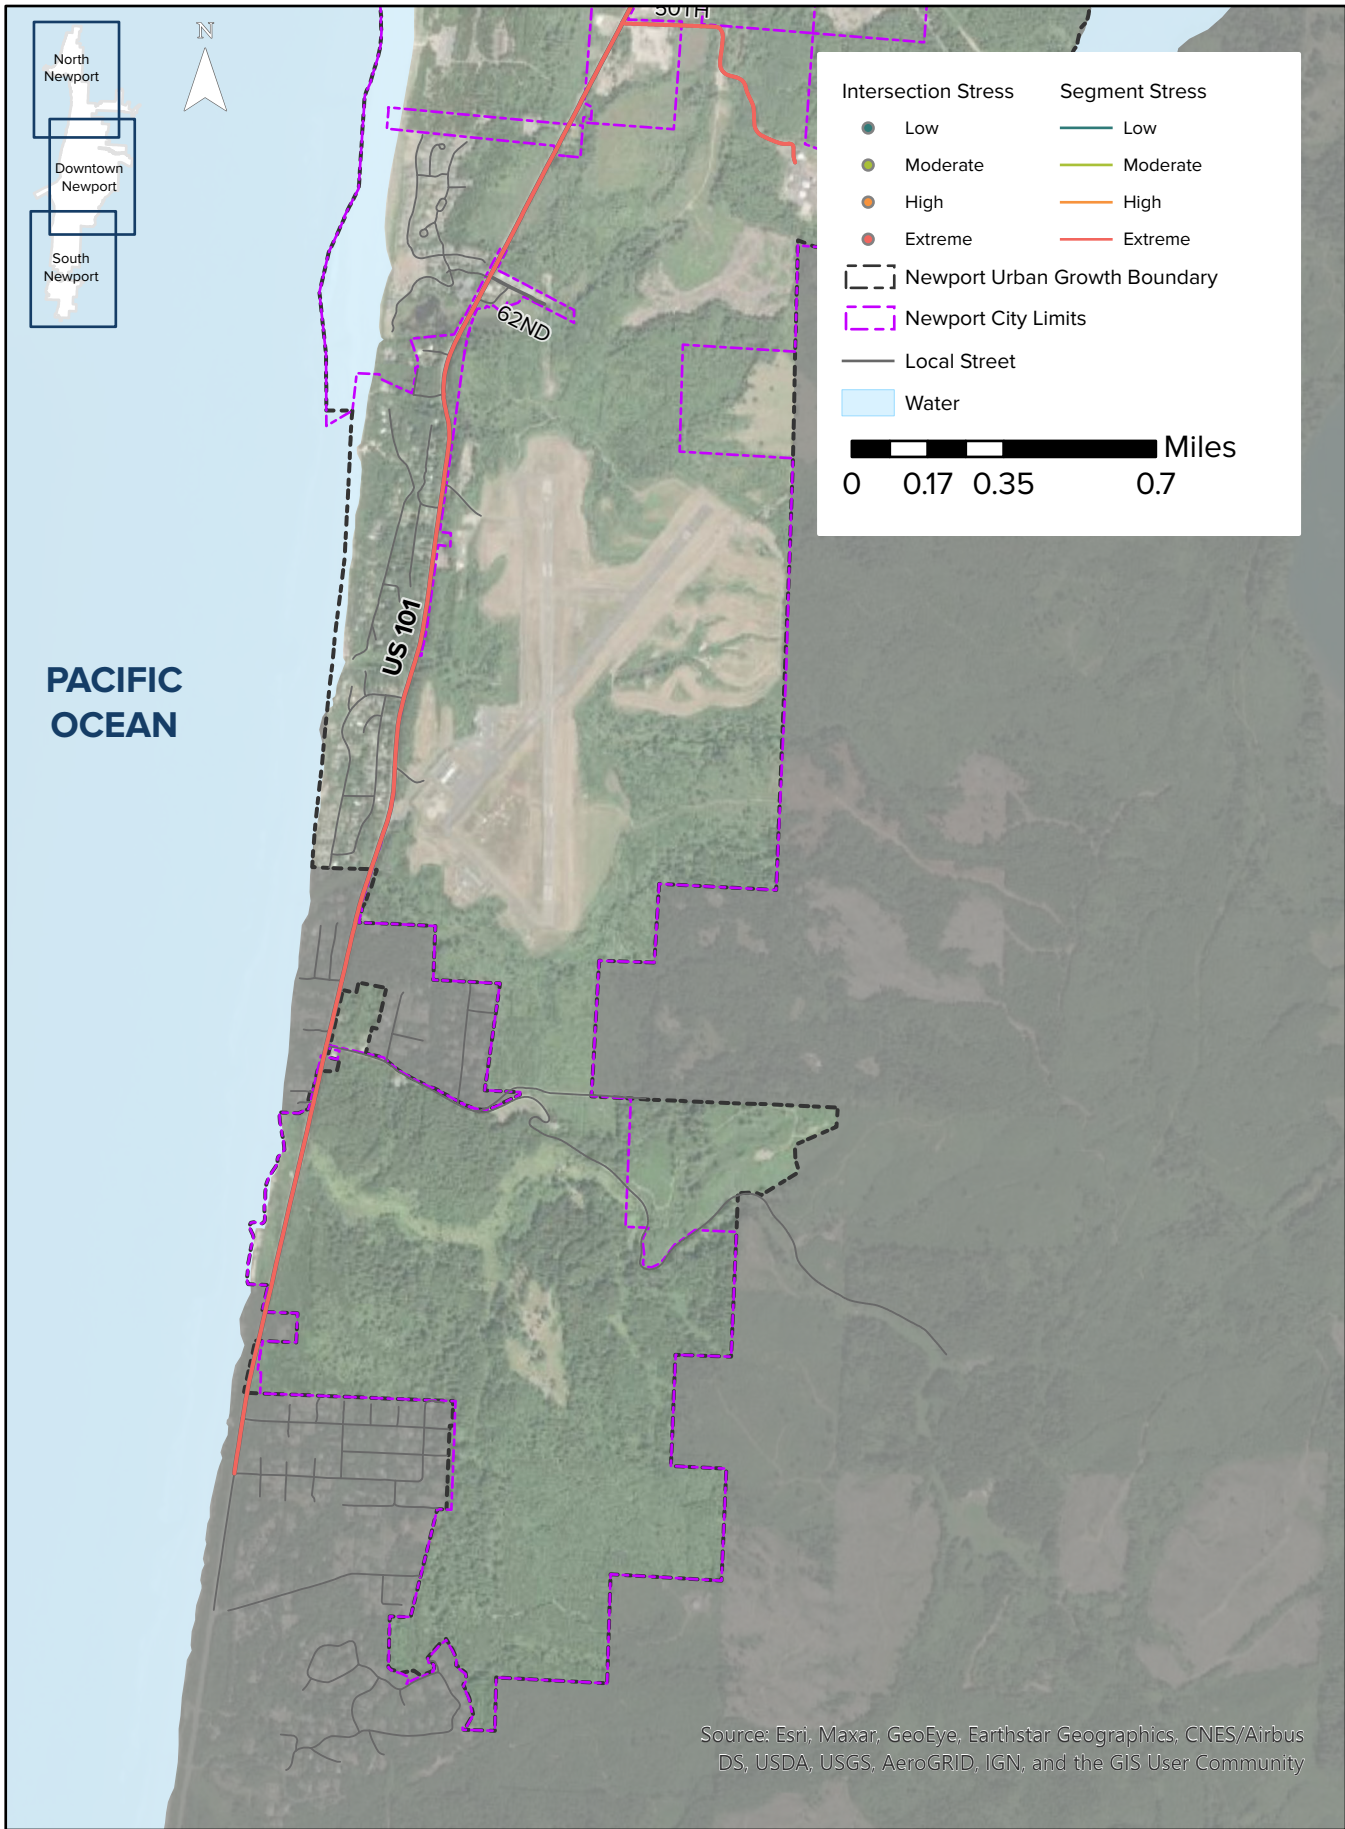 50TH
North
Newport
Downtown
Newport
South
Newport
N
Intersection Stress
Segment Stress
Low
Low
Moderate
Moderate
High
High
Extreme
Extreme
Newport Urban Growth Boundary
Newport City Limits
Local Street
Water
Miles
0 0.17 0.35 0.7
62ND
US 101
PACIFIC
OCEAN
Source: Esri, Maxar, GeoEye, Earthstar Geographics, CNES/Airbus
DS, USDA, USGS, AeroGRID, IGN, and the GIS User Community